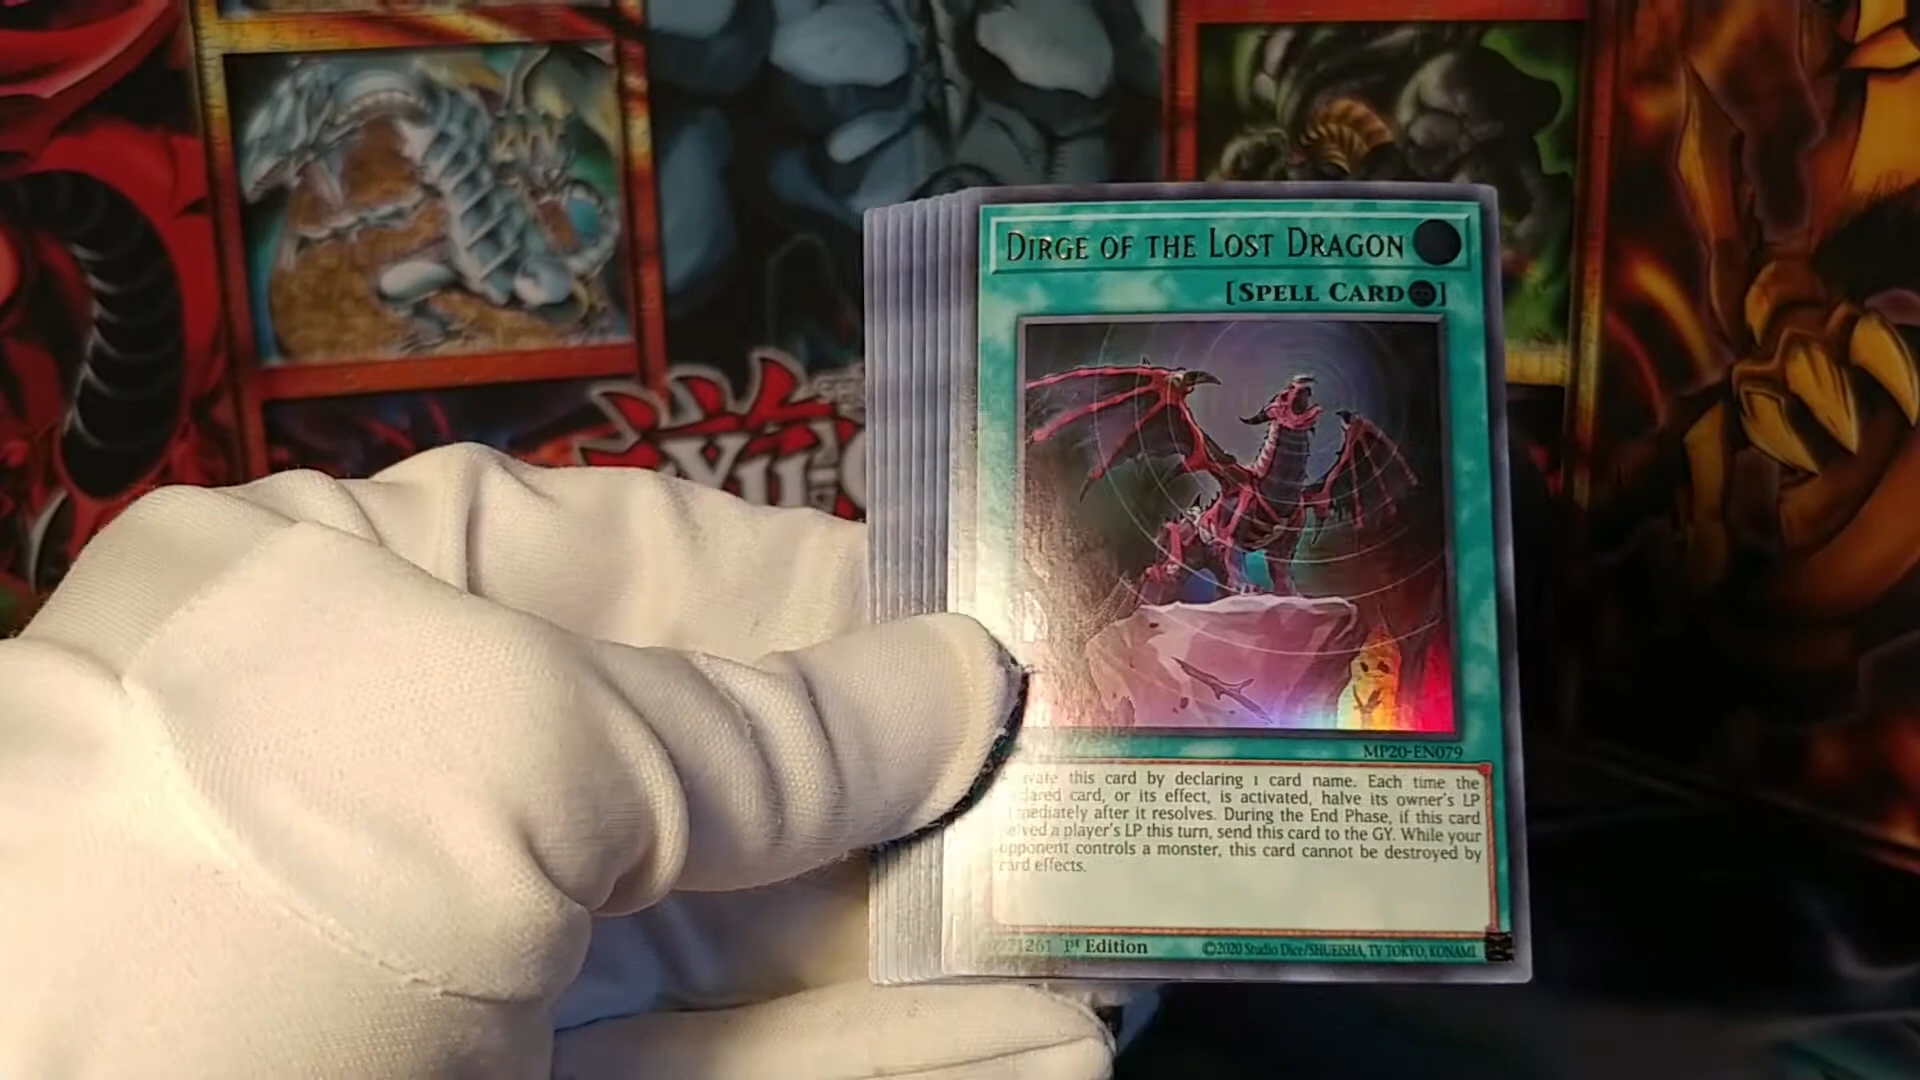 DIRGE OF THE LOST DRAGON
[SPELL CARD]
MP20-EN079
this card by declaring 1 card name. Each time the
card, or its effect, is activated, halve its owner's LP
after it resolves. During the End Phase, if this card
a player's LP this turn, send this card to the GY. While your
opponent controls a monster, this card cannot be destroyed by
card effects.
1st Edition
©2020 Studio Dice/SHUEISHA, TV TOKYO, KONAMI